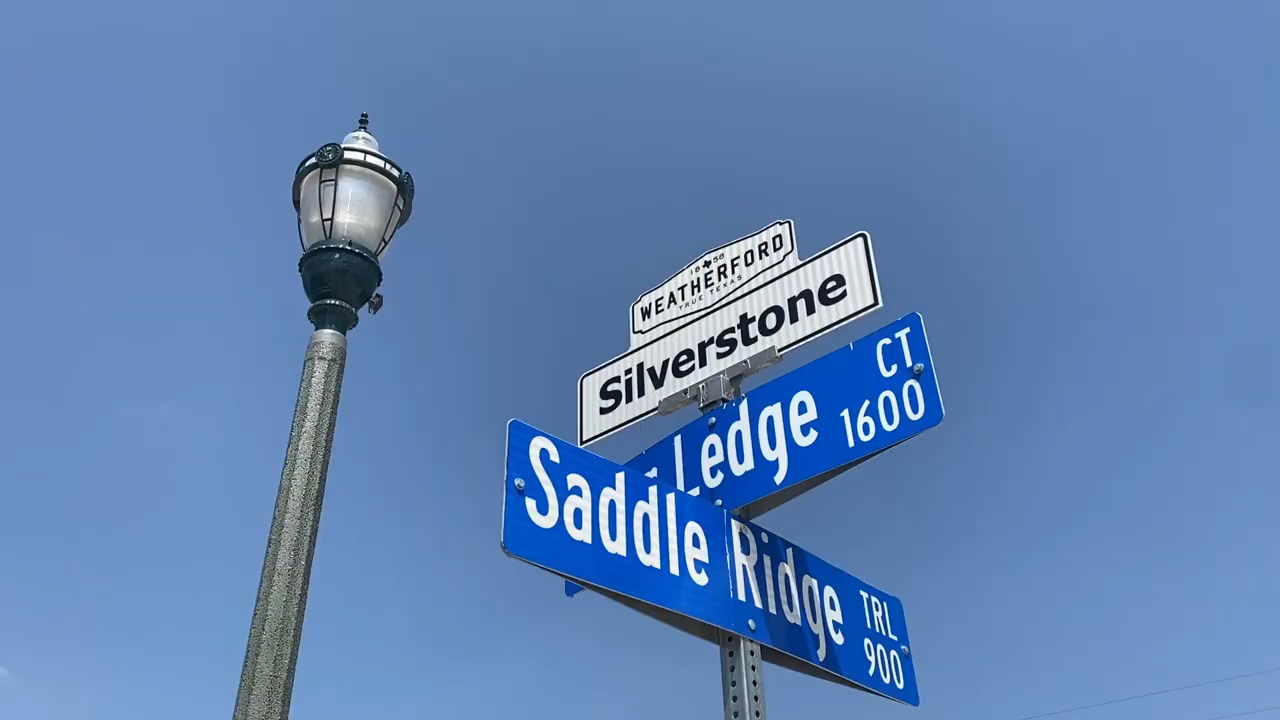 1858
WEATHERFORD
TRUE TEXAS
Silverstone
Ledge CT
1600
Saddle Ridge TRL
900